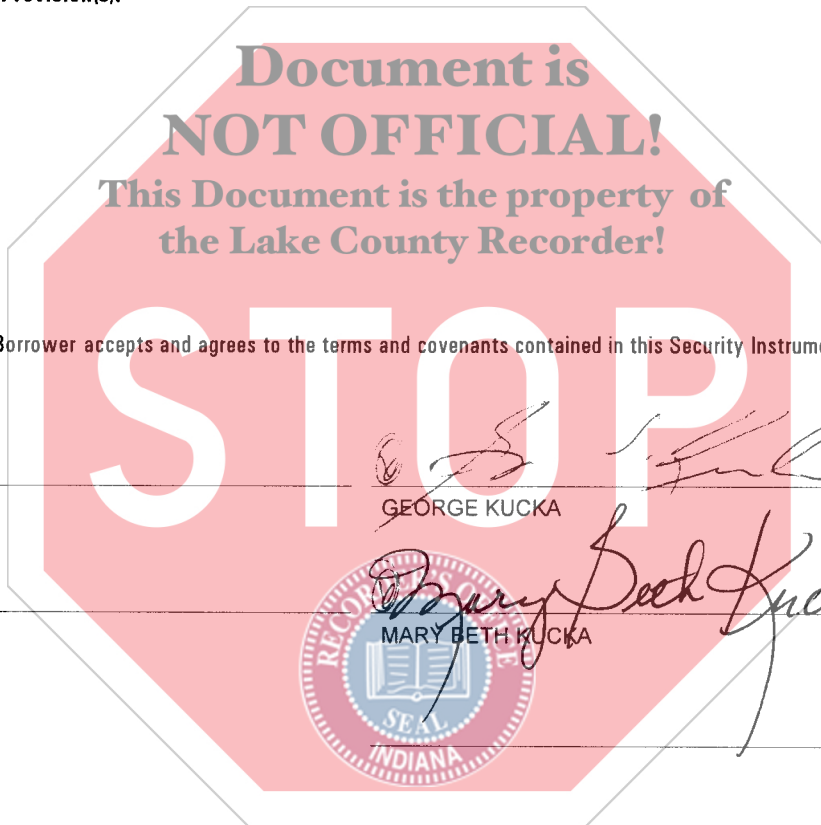 Document is
NOT OFFICIAL!
This Document is the property of
the Lake County Recorder!
STOP
Borrower accepts and agrees to the terms and covenants contained in this Security Instrume
GEORGE KUCKA
Mary Beth Kuc
MARY BETH KUCKA
RECORDER'S OFFICE
SEAL
INDIANA